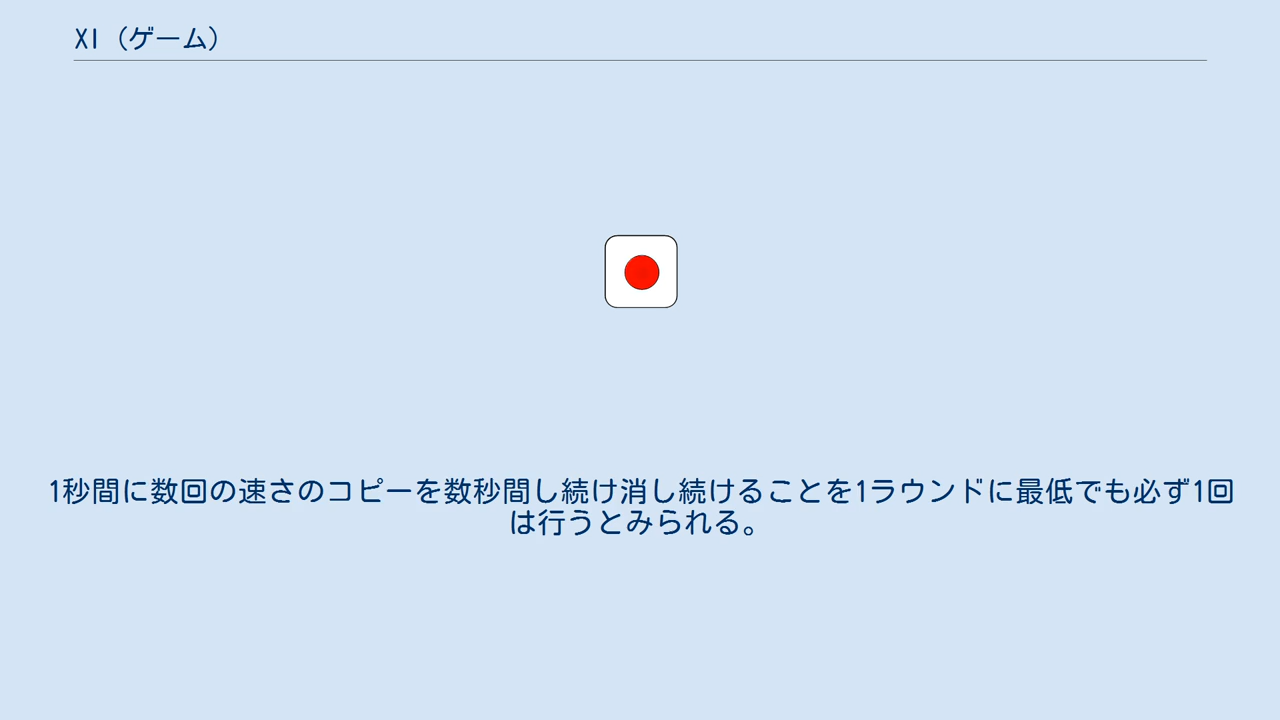 XI（ゲーム）
1秒間に数回の速さのコピーを数秒間し続け消し続けることを1ラウンドに最低でも必ず1回
は行うとみられる。